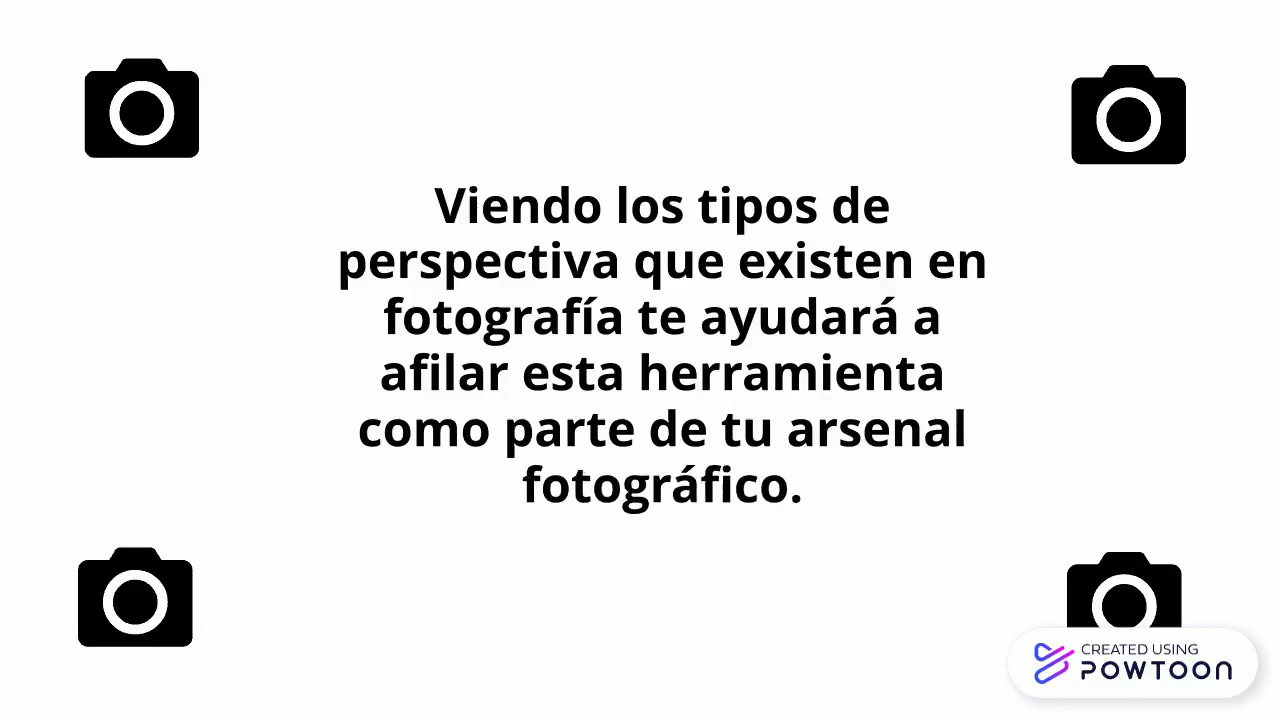 Viendo los tipos de
perspectiva que existen en
fotografía te ayudará a
afilar esta herramienta
como parte de tu arsenal
fotográfico.
CREATED USING
POWTOON